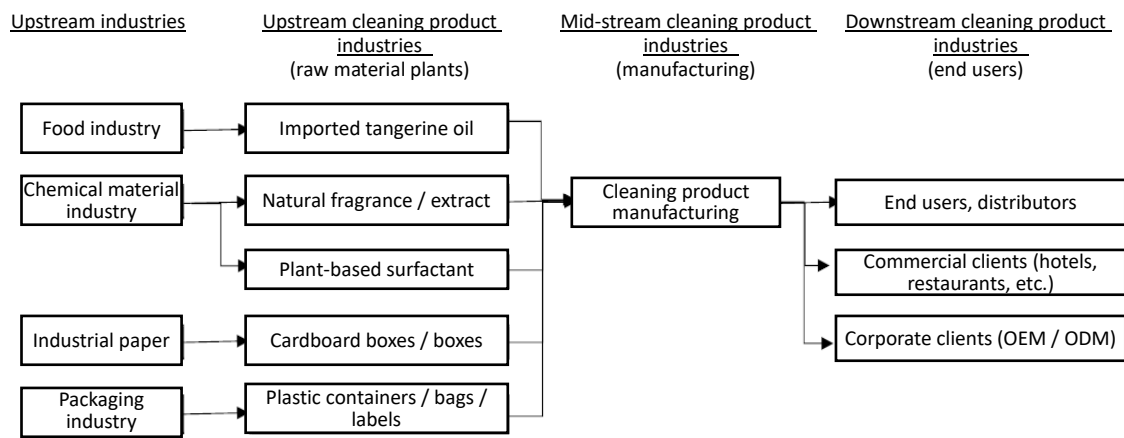 Upstream industries
Upstream cleaning product
industries
(raw material plants)
Mid-stream cleaning product
industries
(manufacturing)
Downstream cleaning product
industries
(end users)
Food industry
Imported tangerine oil
Chemical material
industry
Natural fragrance / extract
Cleaning product
manufacturing
End users, distributors
Plant-based surfactant
Commercial clients (hotels,
restaurants, etc.)
Industrial paper
Cardboard boxes / boxes
Corporate clients (OEM / ODM)
Packaging
industry
Plastic containers / bags /
labels